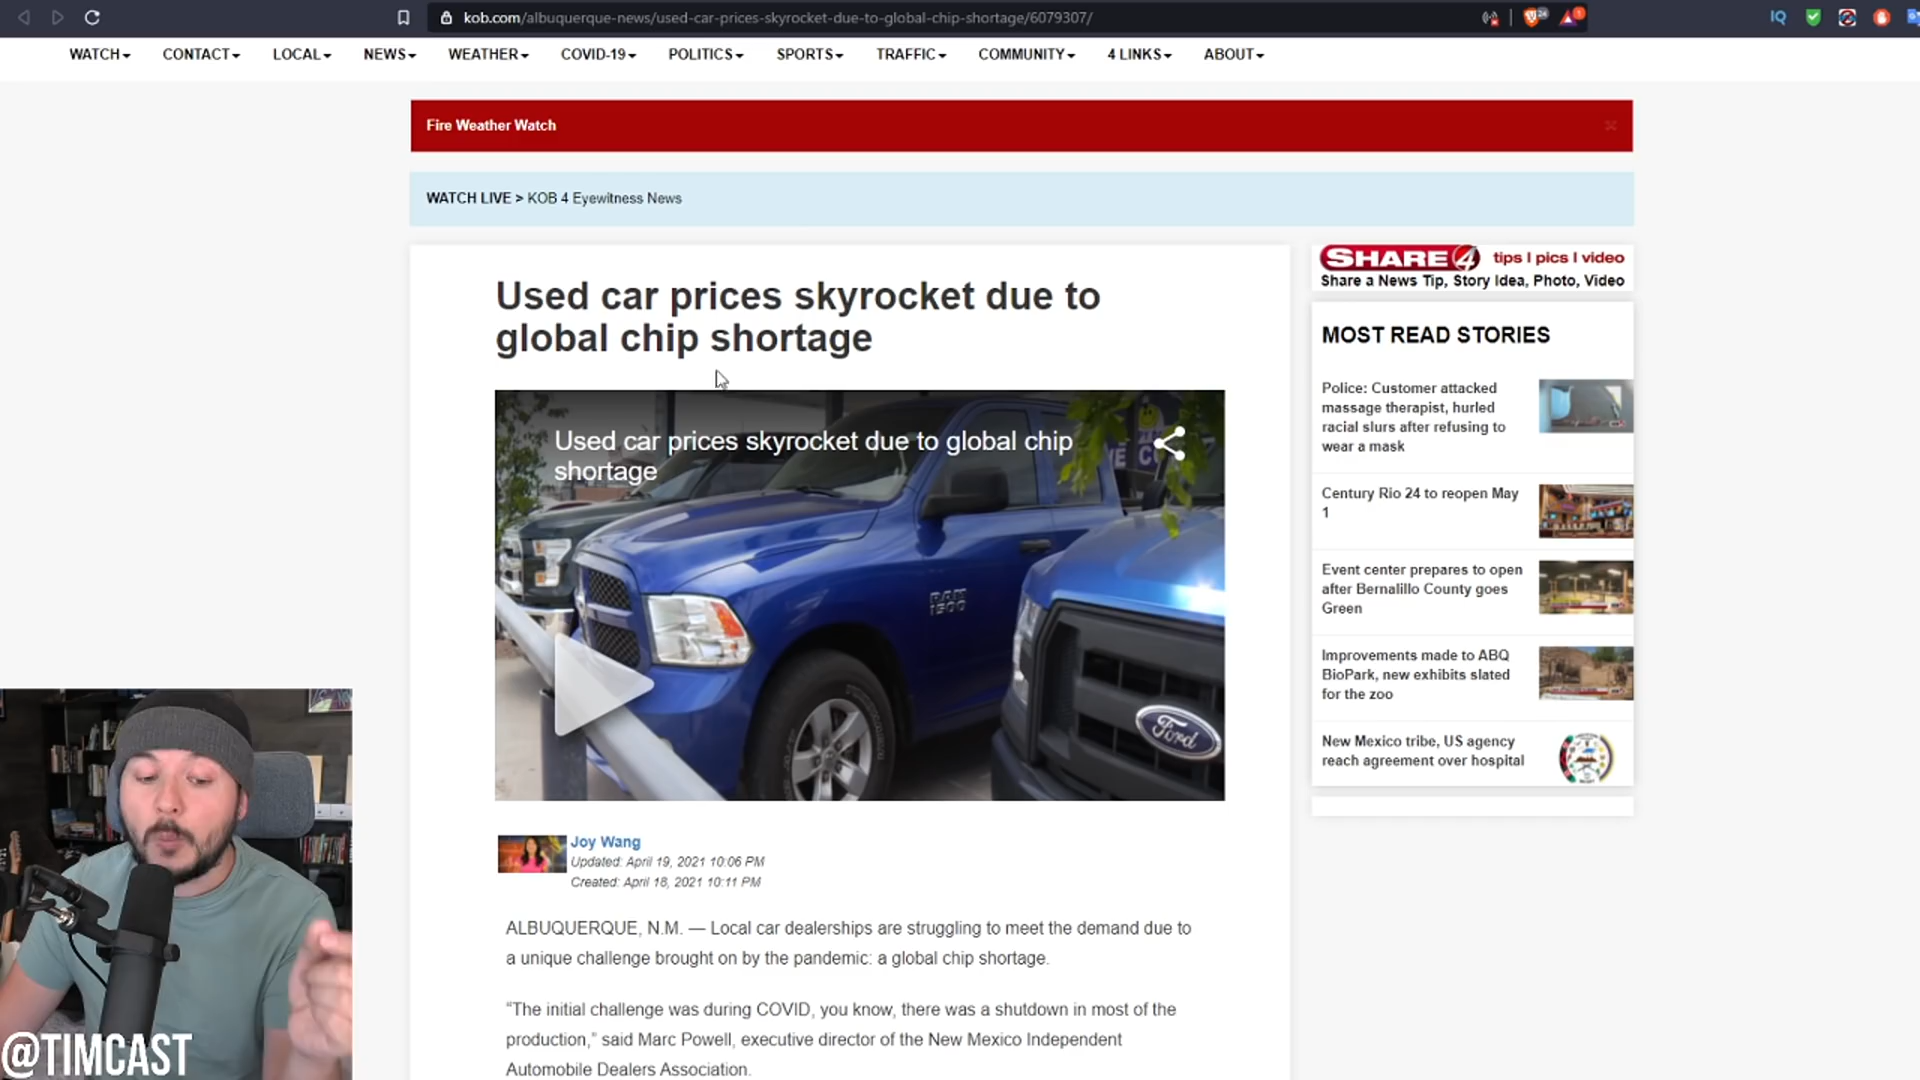 kob.com/albuquerque-news/used-car-prices-skyrocket-due-to-global-chip-shortage/6079307/
IQ
WATCH CONTACT LOCAL NEWS WEATHER COVID-19 POLITICS SPORTS TRAFFIC COMMUNITY 4 LINKS ABOUT
Fire Weather Watch
WATCH LIVE > KOB 4 Eyewitness News
Used car prices skyrocket due to
global chip shortage
Used car prices skyrocket due to global chip
shortage
RAM
1500
Ford
Joy Wang
Updated: April 19, 2021 10:06 PM
Created: April 18, 2021 10:11 PM
ALBUQUERQUE, N.M. — Local car dealerships are struggling to meet the demand due to
a unique challenge brought on by the pandemic: a global chip shortage.
“The initial challenge was during COVID, you know, there was a shutdown in most of the
production,” said Marc Powell, executive director of the New Mexico Independent
Automobile Dealers Association.
SHARE 4 tips | pics | video
Share a News Tip, Story Idea, Photo, Video
MOST READ STORIES
Police: Customer attacked
massage therapist, hurled
racial slurs after refusing to
wear a mask
Century Rio 24 to reopen May
1
Event center prepares to open
after Bernalillo County goes
Green
Improvements made to ABQ
BioPark, new exhibits slated
for the zoo
New Mexico tribe, US agency
reach agreement over hospital
@TIMCAST